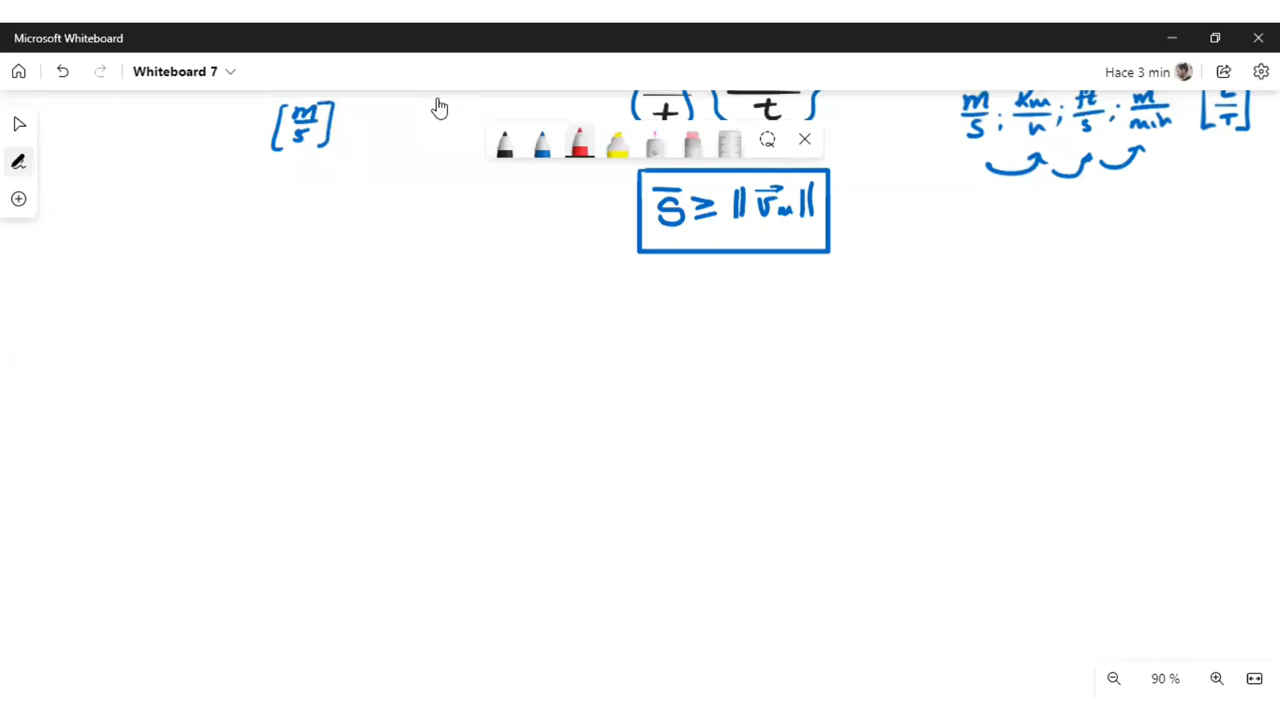 Microsoft Whiteboard
Whiteboard 7
Hace 3 min
[m/s]
t t
m/s ; Km/h ; ft/s ; m/min [L/T]
S̅ ≥ ‖v⃗ₘ‖
90 %